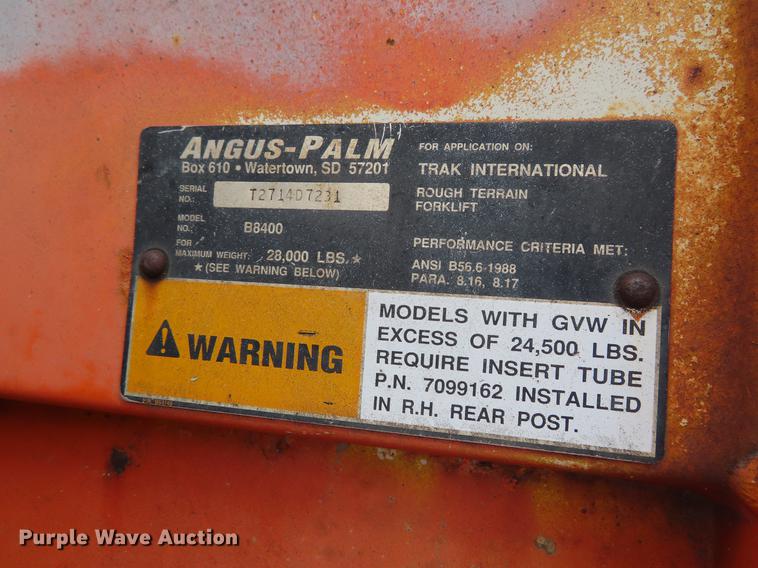 ANGUS-PALM
Box 610 • Watertown, SD 57201
SERIAL NO.: T2714D7231
MODEL NO.: B8400
FOR MAXIMUM WEIGHT: 28,000 LBS. ★
★ (SEE WARNING BELOW)
FOR APPLICATION ON:
TRAK INTERNATIONAL
ROUGH TERRAIN
FORKLIFT
PERFORMANCE CRITERIA MET:
ANSI B56.6-1988
PARA. 8.16, 8.17
WARNING
MODELS WITH GVW IN
EXCESS OF 24,500 LBS.
REQUIRE INSERT TUBE
P.N. 7099162 INSTALLED
IN R.H. REAR POST.
Purple Wave Auction